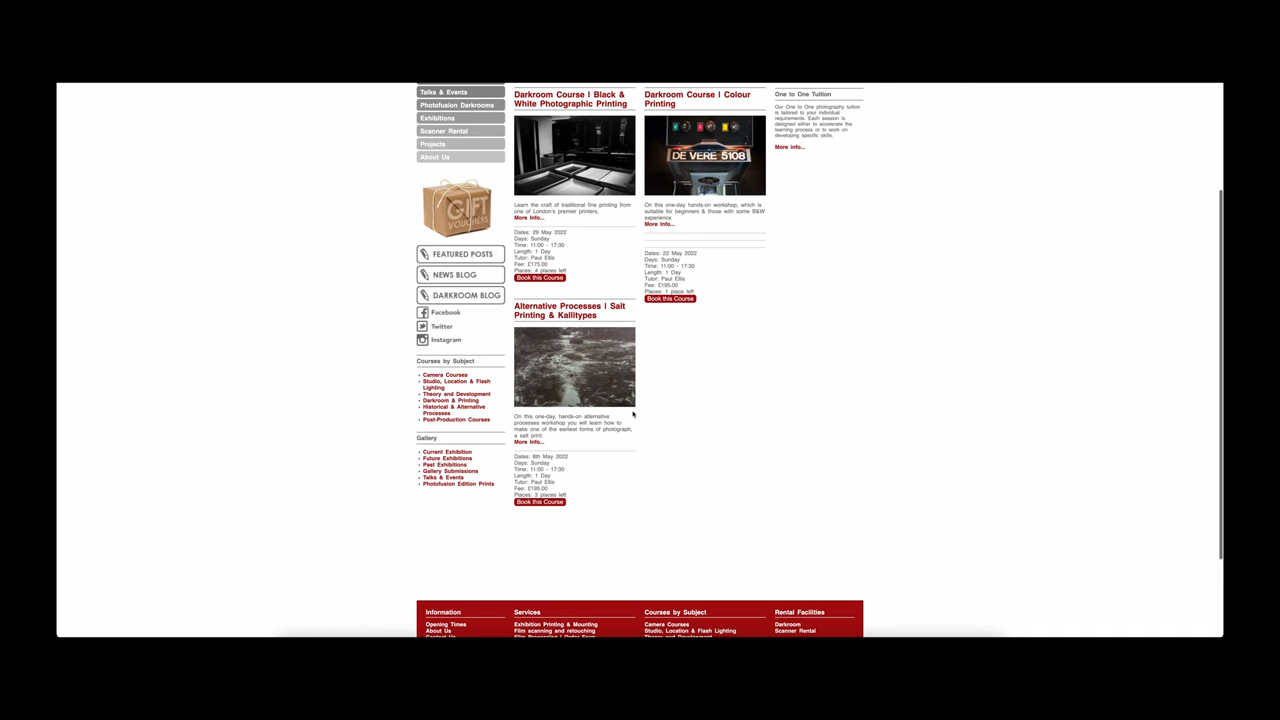 Talks & Events
Photofusion Darkrooms
Exhibitions
Scanner Rental
Projects
About Us
GIFT
VOUCHERS
FEATURED POSTS
NEWS BLOG
DARKROOM BLOG
Facebook
Twitter
Instagram
Courses by Subject
Camera Courses
Studio, Location & Flash
Lighting
Theory and Development
Darkroom & Printing
Historical & Alternative
Processes
Post-Production Courses
Gallery
Current Exhibition
Future Exhibitions
Past Exhibitions
Gallery Submissions
Talks & Events
Photofusion Edition Prints
Darkroom Course | Black &
White Photographic Printing
Learn the craft of traditional fine printing from
one of London's premier printers.
More Info...
Dates: 29 May 2022
Days: Sunday
Time: 11:00 - 17:30
Length: 1 Day
Tutor: Paul Ellis
Fee: £175.00
Places: 4 places left
Book this Course
Alternative Processes | Salt
Printing & Kallitypes
On this one-day, hands-on alternative
processes workshop you will learn how to
make one of the earliest forms of photograph,
a salt print.
More Info...
Dates: 8th May 2022
Days: Sunday
Time: 11:00 - 17:30
Length: 1 Day
Tutor: Paul Ellis
Fee: £195.00
Places: 3 places left
Book this Course
Darkroom Course | Colour
Printing
DE VERE 5108
On this one-day hands-on workshop, which is
suitable for beginners & those with some B&W
experience
More Info...
Dates: 22 May 2022
Days: Sunday
Time: 11:00 - 17:30
Length: 1 Day
Tutor: Paul Ellis
Fee: £195.00
Places: 1 place left
Book this Course
One to One Tuition
Our One to One photography tuition
is tailored to your individual
requirements. Each session is
designed either to accelerate the
learning process or to work on
developing specific skills.
More info...
Information
Opening Times
About Us
Services
Exhibition Printing & Mounting
Film scanning and retouching
Courses by Subject
Camera Courses
Studio, Location & Flash Lighting
Rental Facilities
Darkroom
Scanner Rental